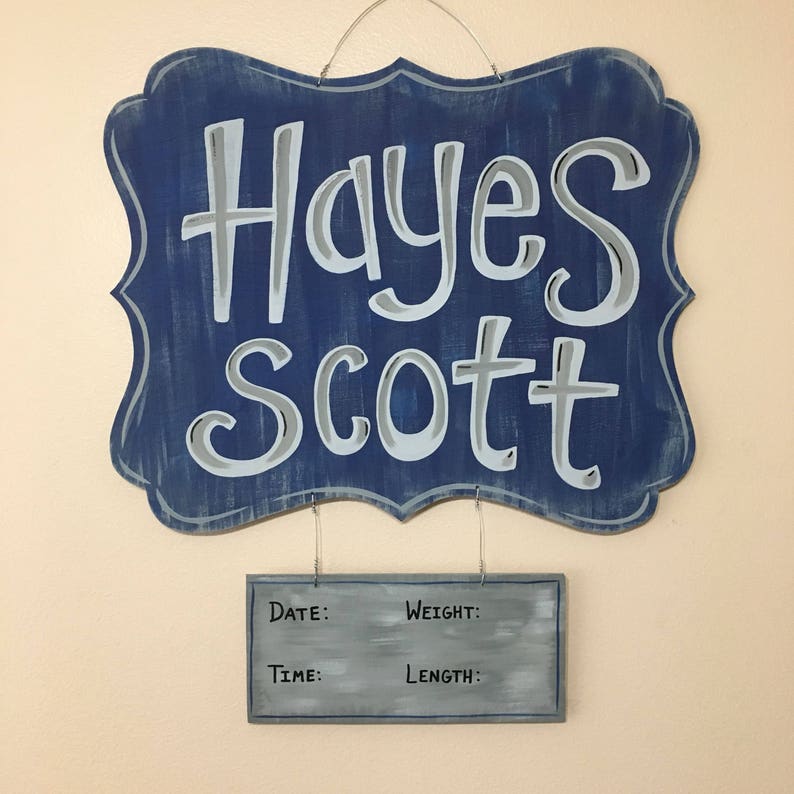 Hayes
Scott
DATE: WEIGHT:
TIME: LENGTH: